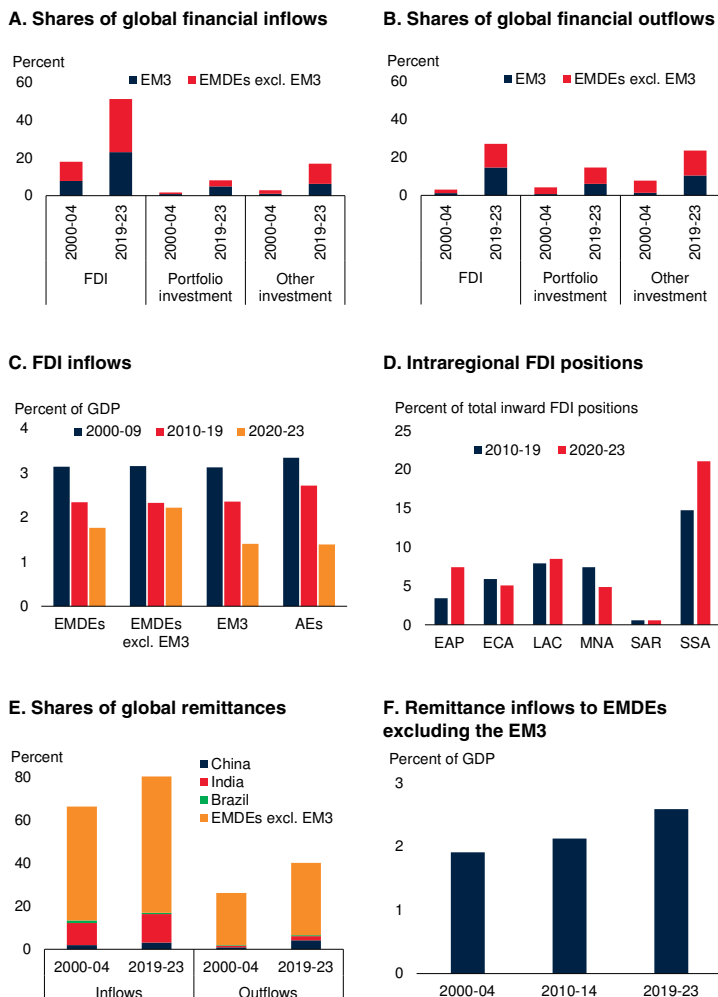 A. Shares of global financial inflows
Percent
EM3 EMDEs excl. EM3
60
40
20
0
2000-04 2019-23 2000-04 2019-23 2000-04 2019-23
FDI Portfolio investment Other investment
B. Shares of global financial outflows
Percent
EM3 EMDEs excl. EM3
60
40
20
0
2000-04 2019-23 2000-04 2019-23 2000-04 2019-23
FDI Portfolio investment Other investment
C. FDI inflows
Percent of GDP
2000-09 2010-19 2020-23
4
3
2
1
0
EMDEs EMDEs excl. EM3 EM3 AEs
D. Intraregional FDI positions
Percent of total inward FDI positions
2010-19 2020-23
25
20
15
10
5
0
EAP ECA LAC MNA SAR SSA
E. Shares of global remittances
Percent
China
India
Brazil
EMDEs excl. EM3
80
60
40
20
0
2000-04 2019-23 2000-04 2019-23
Inflows Outflows
F. Remittance inflows to EMDEs
excluding the EM3
Percent of GDP
3
2
1
0
2000-04 2010-14 2019-23